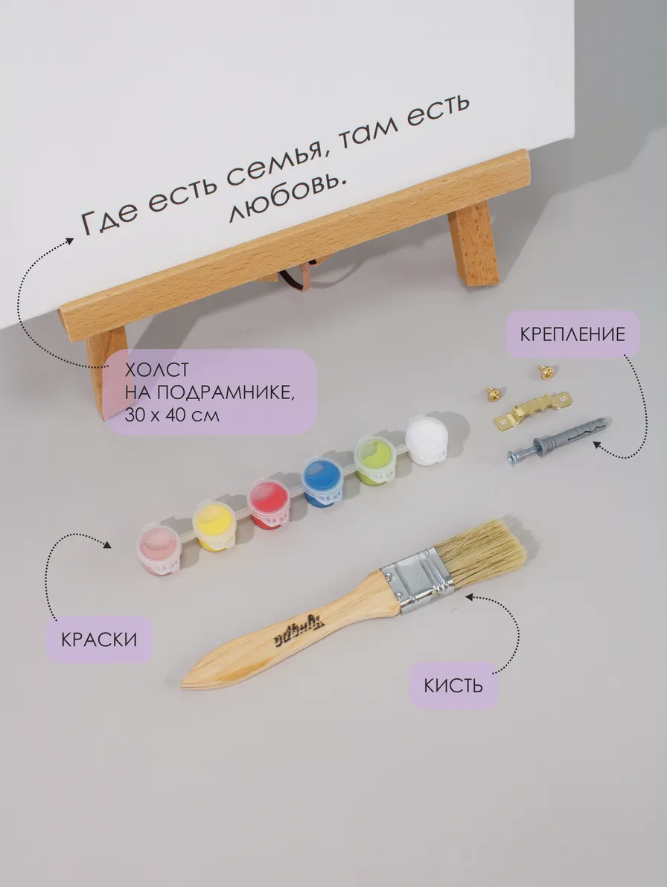 Где есть семья, там есть
любовь.
КРЕПЛЕНИЕ
ХОЛСТ
НА ПОДРАМНИКЕ,
30 х 40 см
КРАСКИ
КИСТЬ